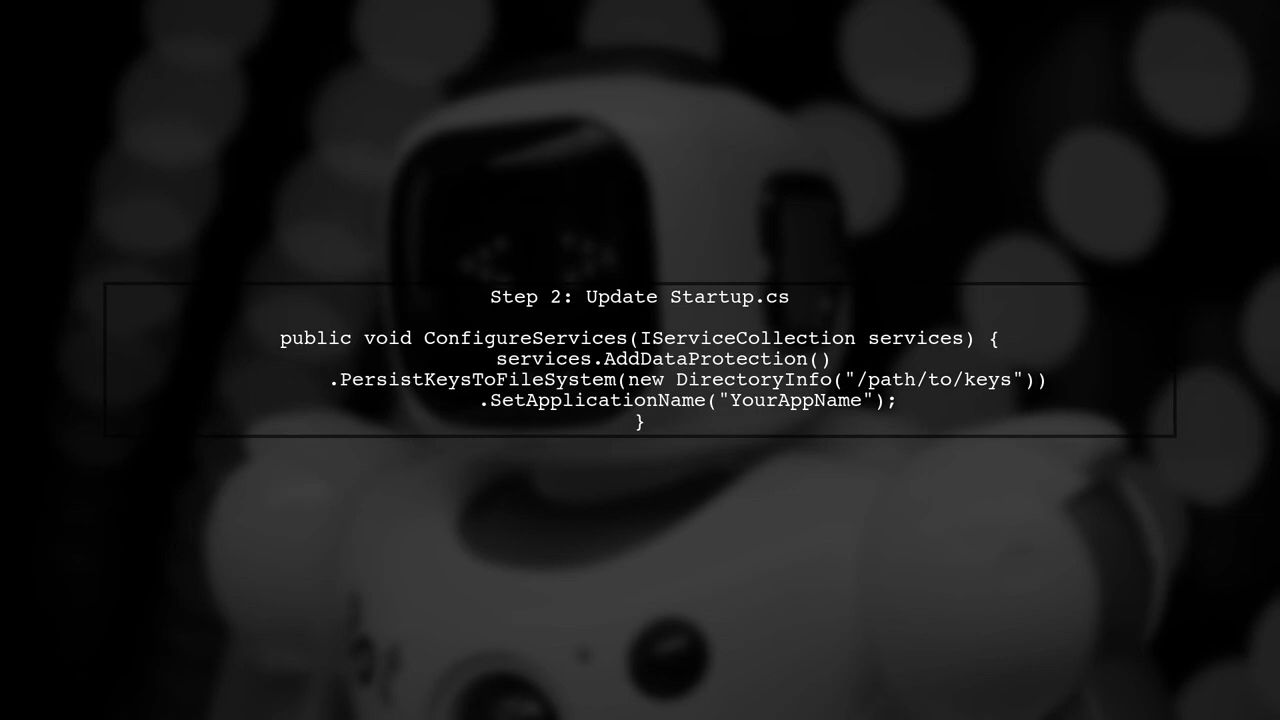 Step 2: Update Startup.cs
public void ConfigureServices(IServiceCollection services) {
services.AddDataProtection()
.PersistKeysToFileSystem(new DirectoryInfo("/path/to/keys"))
.SetApplicationName("YourAppName");
}